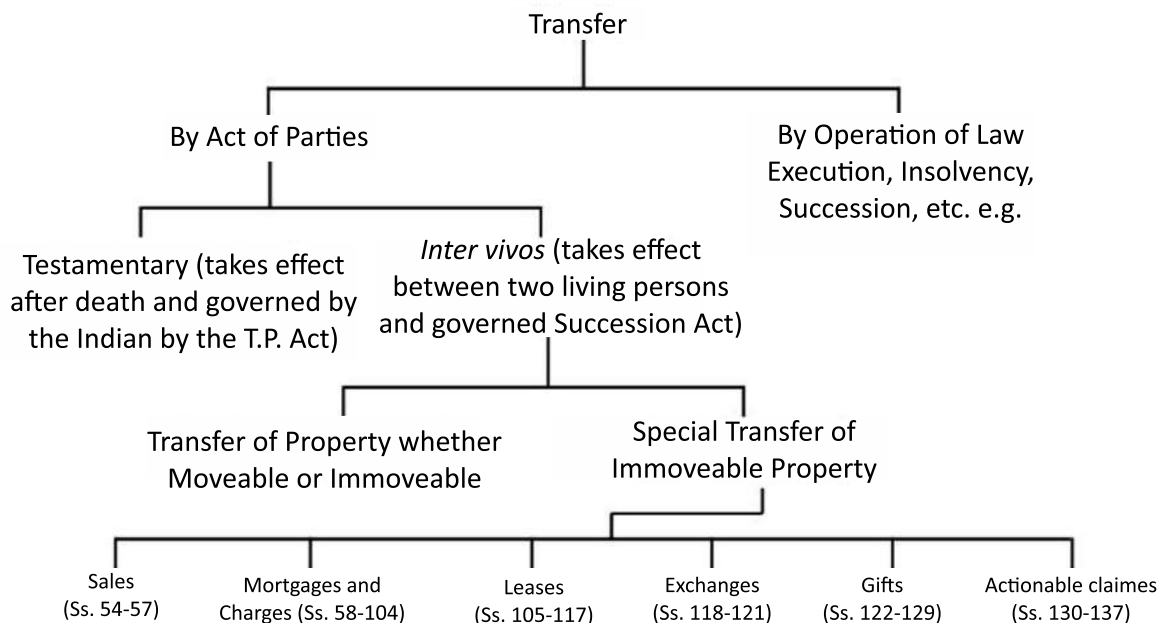 Transfer
By Act of Parties
By Operation of Law
Execution, Insolvency,
Succession, etc. e.g.
Testamentary (takes effect
after death and governed by
the Indian by the T.P. Act)
Inter vivos (takes effect
between two living persons
and governed Succession Act)
Transfer of Property whether
Moveable or Immoveable
Special Transfer of
Immoveable Property
Sales
(Ss. 54-57)
Mortgages and
Charges (Ss. 58-104)
Leases
(Ss. 105-117)
Exchanges
(Ss. 118-121)
Gifts
(Ss. 122-129)
Actionable claimes
(Ss. 130-137)